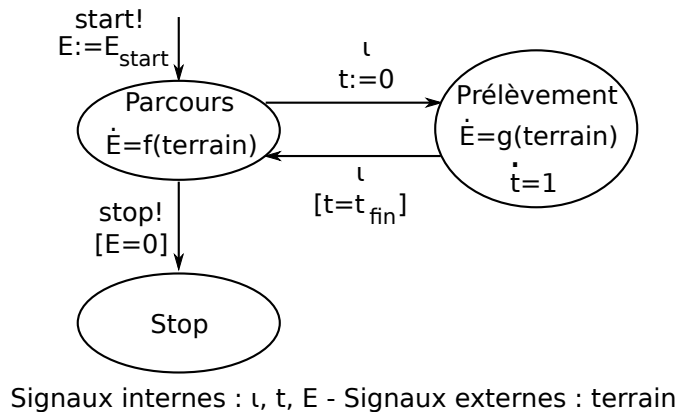 start!
E:=E_start
ι
t:=0
Parcours
Ė=f(terrain)
Prélèvement
Ė=g(terrain)
ṫ=1
ι
[t=t_fin]
stop!
[E=0]
Stop
Signaux internes : ι, t, E - Signaux externes : terrain